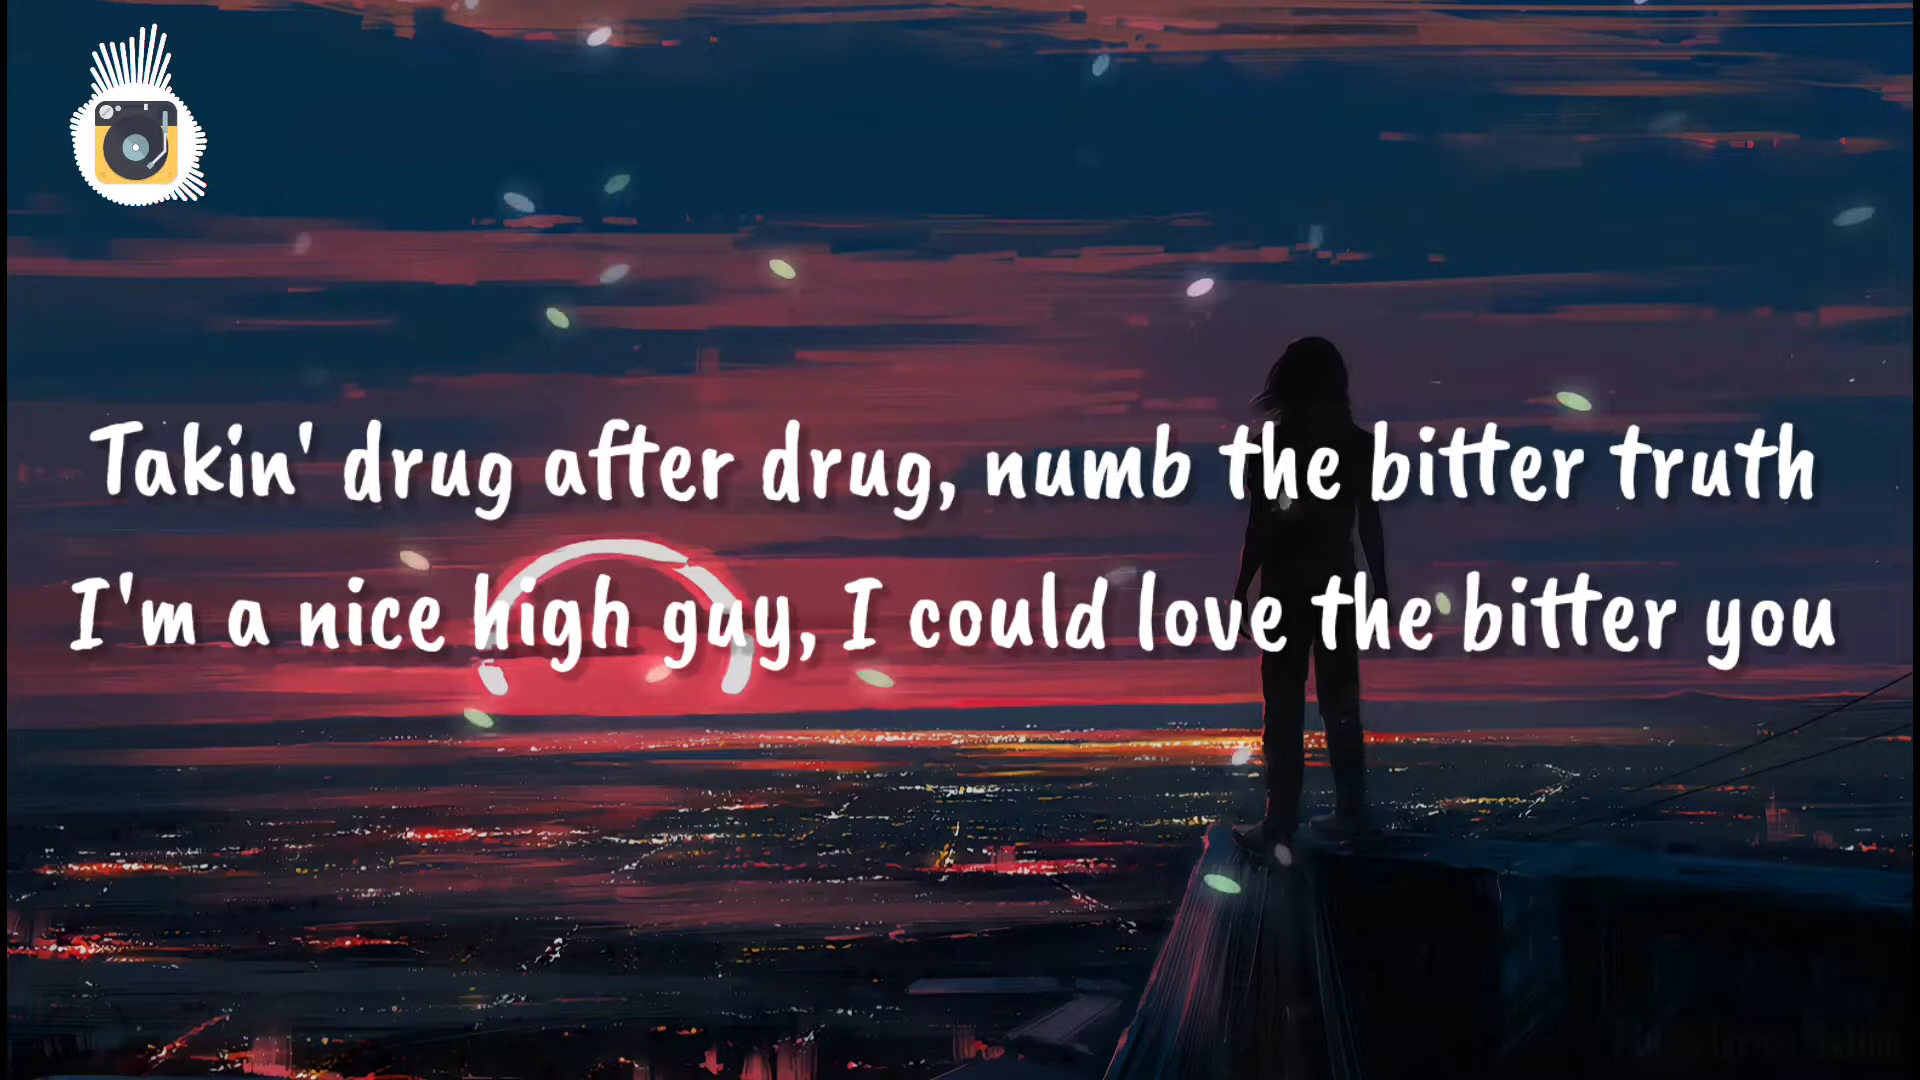 Takin' drug after drug, numb the bitter truth
I'm a nice high guy, I could love the bitter you